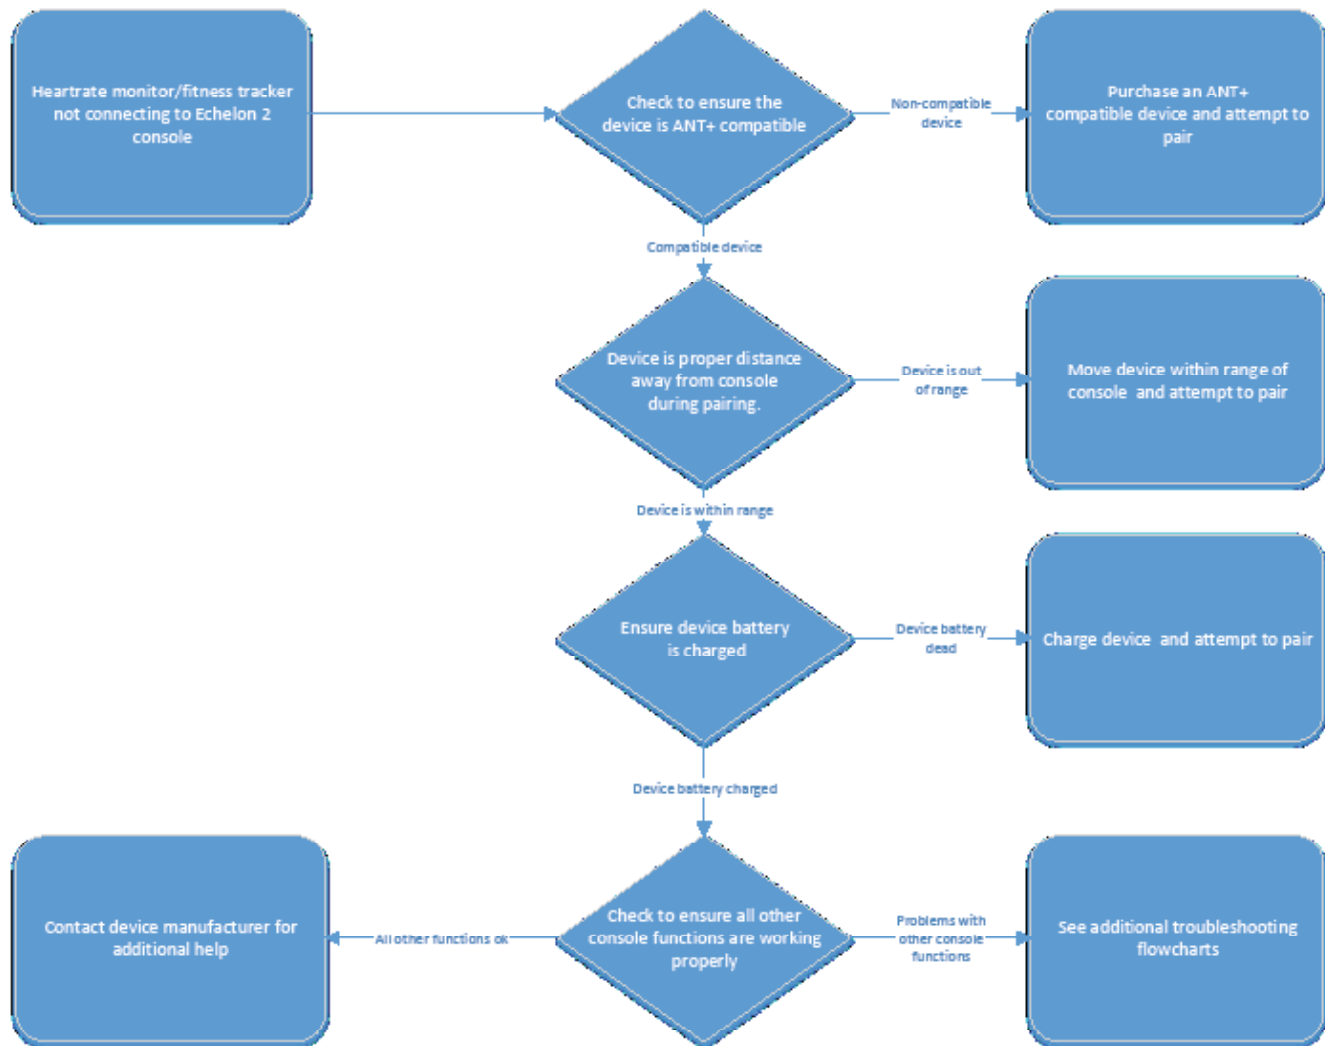 Heartrate monitor/fitness tracker
not connecting to Echelon 2
console
Check to ensure the
device is ANT+ compatible
Non-compatible
device
Purchase an ANT+
compatible device and attempt to
pair
Compatible device
Device is proper distance
away from console
during pairing.
Device is out
of range
Move device within range of
console and attempt to pair
Device is within range
Ensure device battery
is charged
Device battery
dead
Charge device and attempt to pair
Device battery charged
Contact device manufacturer for
additional help
All other functions ok
Check to ensure all other
console functions are working
properly
Problems with
other console
functions
See additional troubleshooting
flowcharts